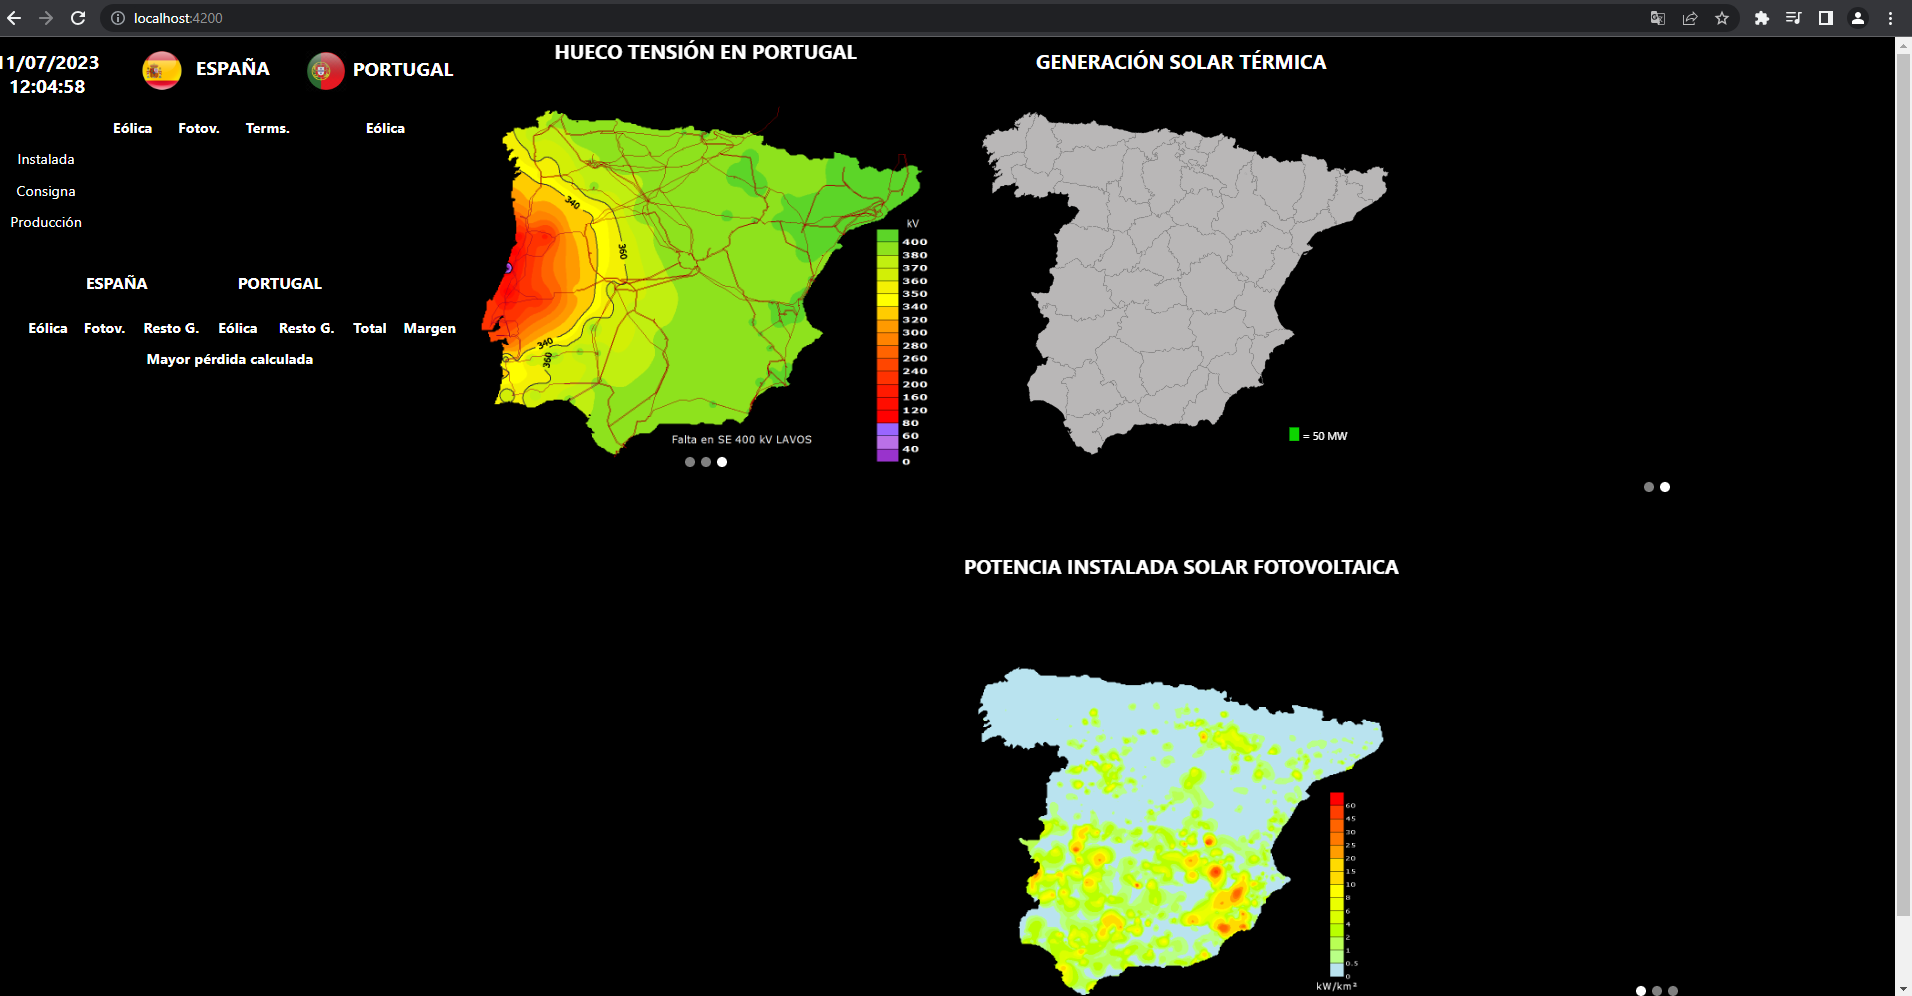 localhost:4200
11/07/2023
12:04:58
ESPAÑA
PORTUGAL
Eólica Fotov. Terms. Eólica
Instalada
Consigna
Producción
ESPAÑA PORTUGAL
Eólica Fotov. Resto G. Eólica Resto G. Total Margen
Mayor pérdida calculada
HUECO TENSIÓN EN PORTUGAL
340
360
340
360
kV
400
380
370
360
350
340
320
300
280
260
240
200
160
120
80
60
40
0
Falta en SE 400 kV LAVOS
GENERACIÓN SOLAR TÉRMICA
= 50 MW
POTENCIA INSTALADA SOLAR FOTOVOLTAICA
60
45
30
25
20
15
10
8
6
4
2
1
0.5
0
kW/km²